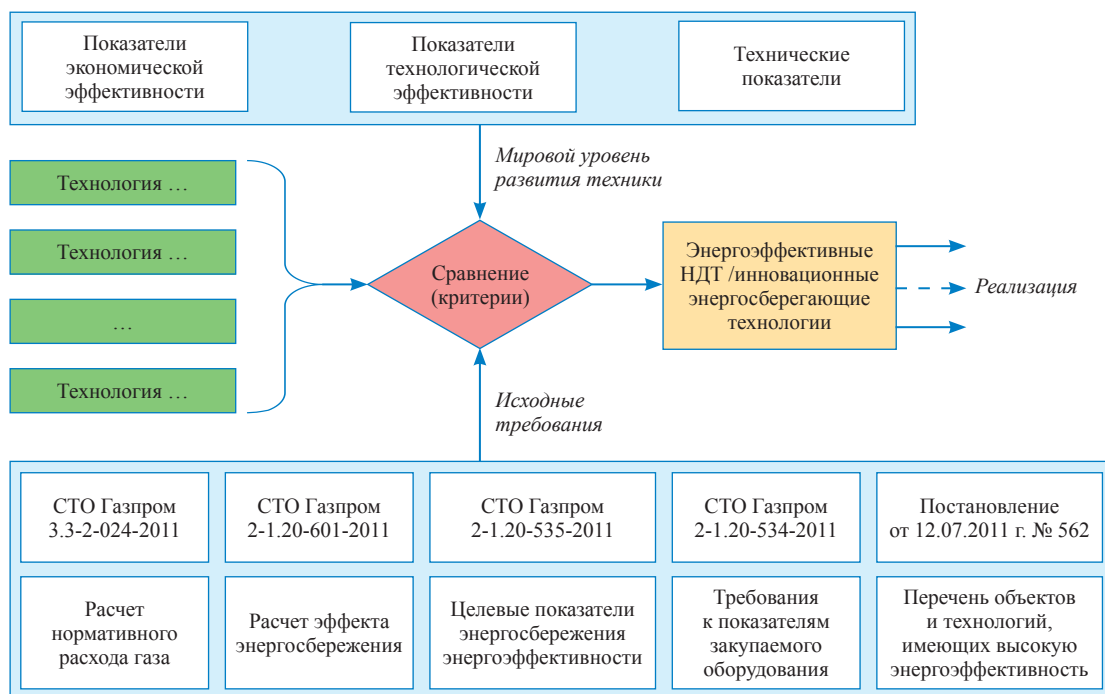 Показатели
экономической
эффективности
Показатели
технологической
эффективности
Технические
показатели
Мировой уровень
развития техники
Технология …
Технология …
…
Технология …
Сравнение
(критерии)
Энергоэффективные
НДТ /инновационные
энергосберегающие
технологии
Реализация
Исходные
требования
СТО Газпром
3.3-2-024-2011
СТО Газпром
2-1.20-601-2011
СТО Газпром
2-1.20-535-2011
СТО Газпром
2-1.20-534-2011
Постановление
от 12.07.2011 г. № 562
Расчет
нормативного
расхода газа
Расчет эффекта
энергосбережения
Целевые показатели
энергосбережения
энергоэффективности
Требования
к показателям
закупаемого
оборудования
Перечень объектов
и технологий,
имеющих высокую
энергоэффективность